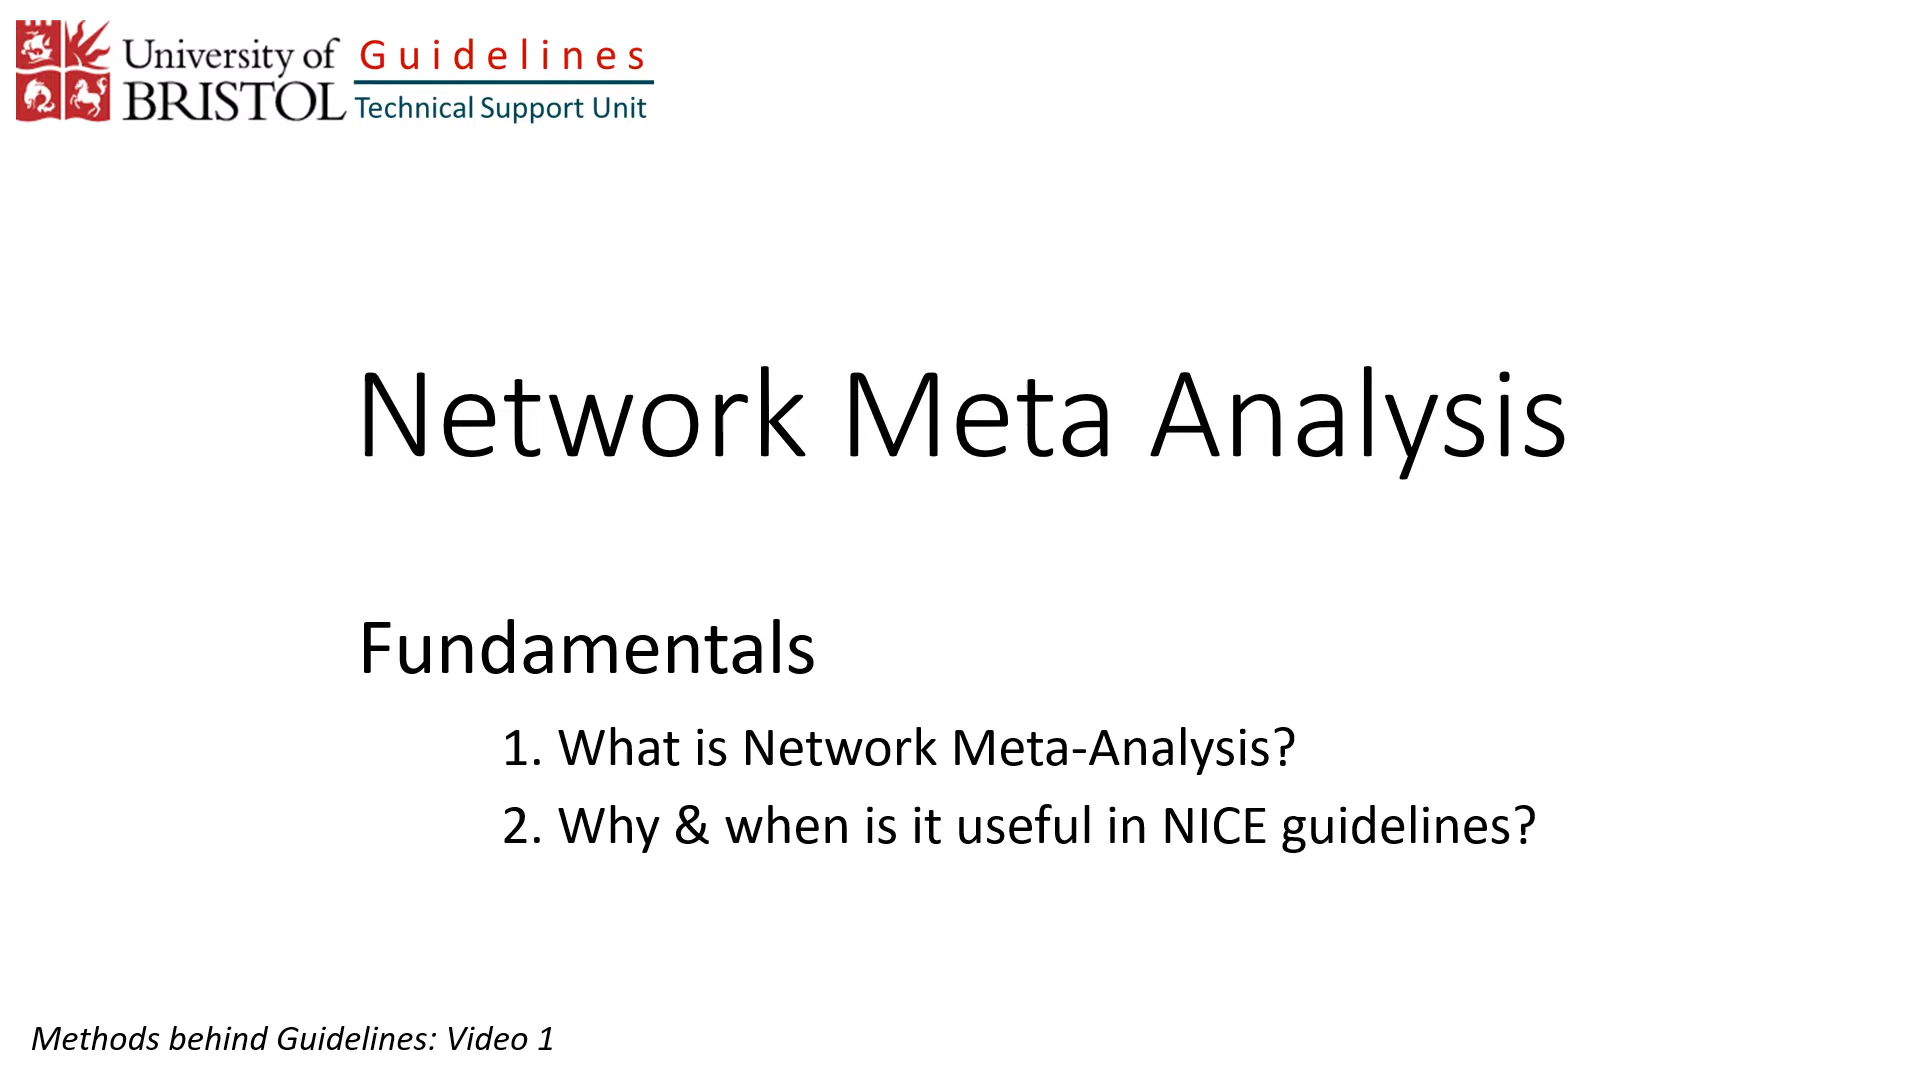 University of
BRISTOL
Guidelines
Technical Support Unit
Network Meta Analysis
Fundamentals
1. What is Network Meta-Analysis?
2. Why & when is it useful in NICE guidelines?
Methods behind Guidelines: Video 1